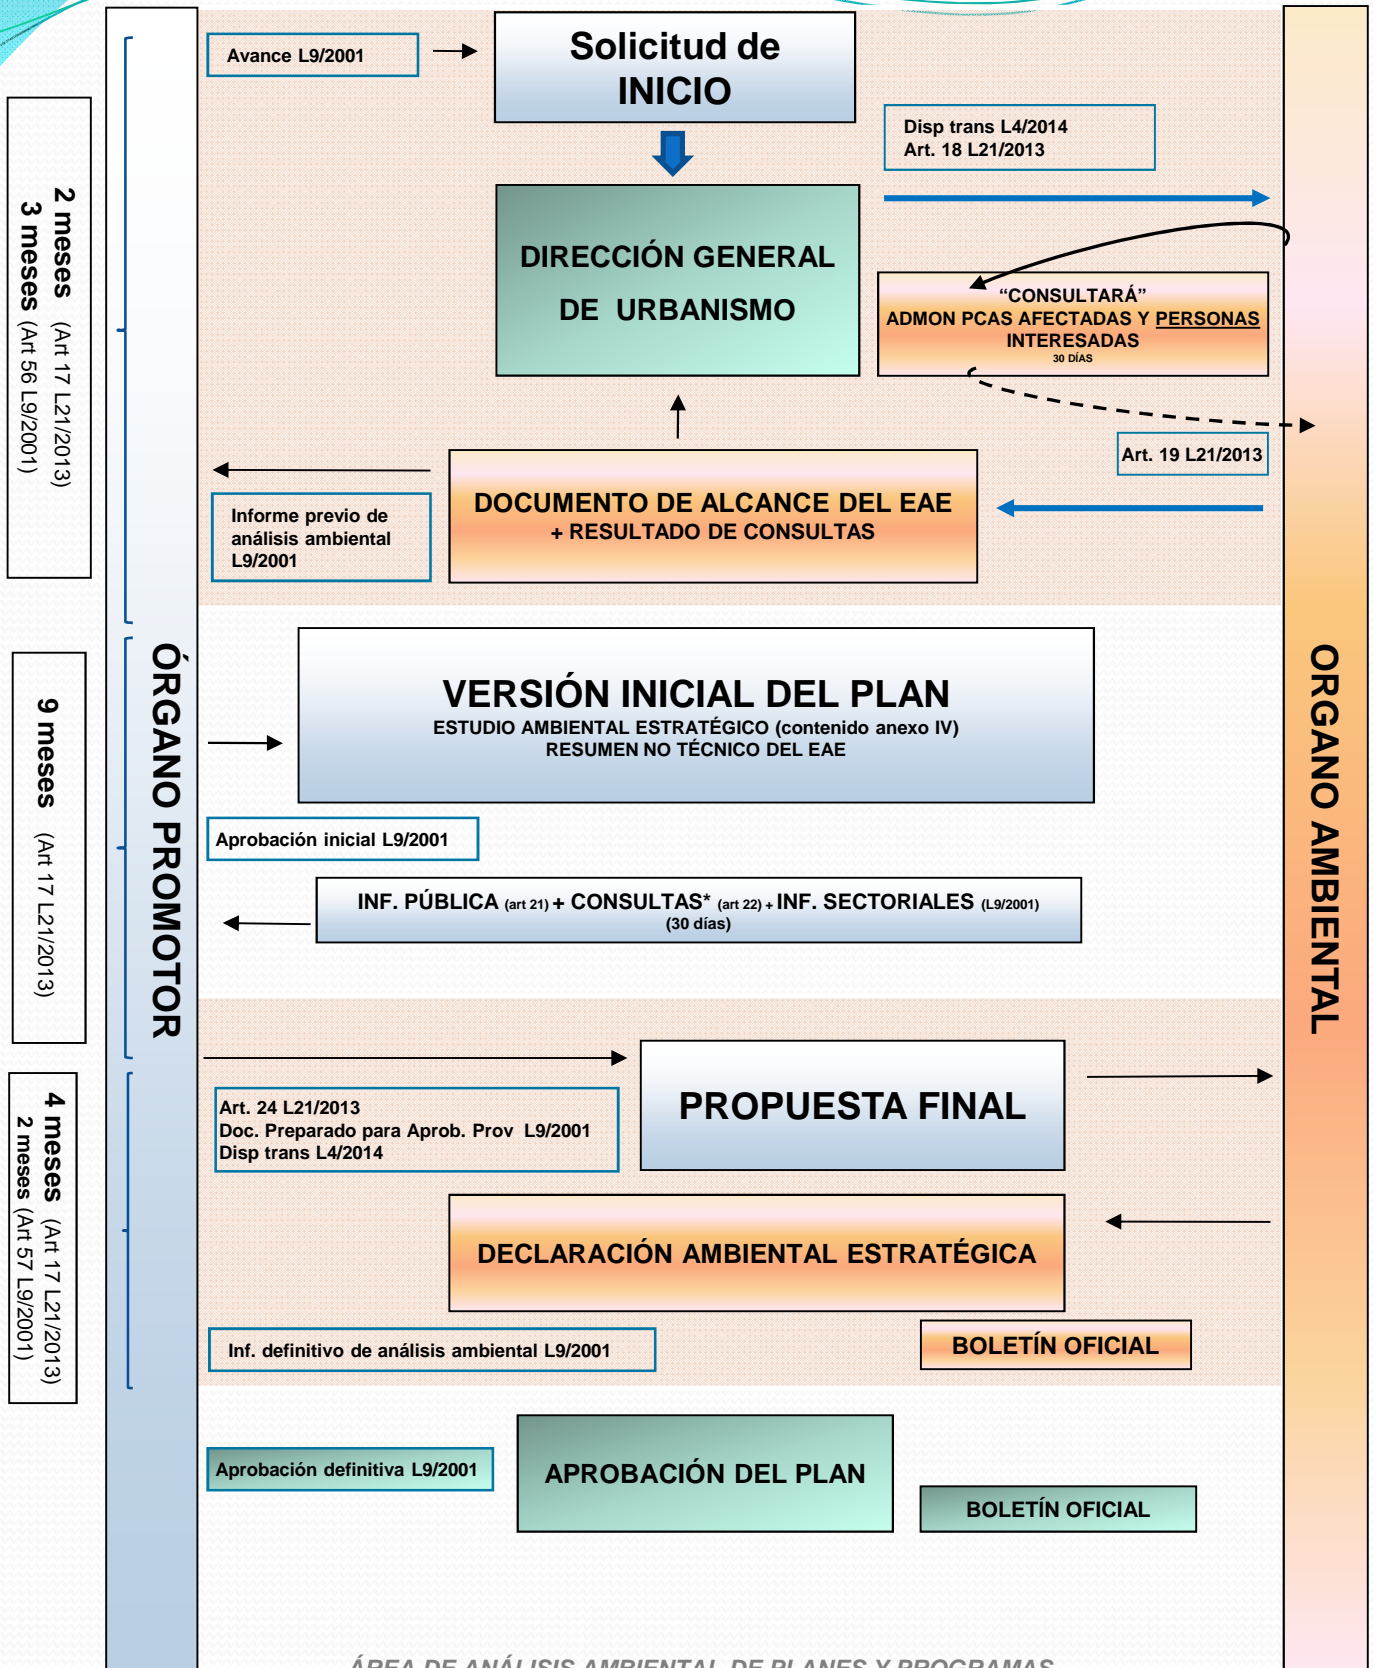 Avance L9/2001
Solicitud de
INICIO
Disp trans L4/2014
Art. 18 L21/2013
2 meses (Art 17 L21/2013)
3 meses (Art 56 L9/2001)
DIRECCIÓN GENERAL
DE URBANISMO
“CONSULTARÁ”
ADMON PCAS AFECTADAS Y PERSONAS
INTERESADAS
30 DÍAS
Art. 19 L21/2013
DOCUMENTO DE ALCANCE DEL EAE
+ RESULTADO DE CONSULTAS
Informe previo de
análisis ambiental
L9/2001
ÓRGANO PROMOTOR
ORGANO AMBIENTAL
9 meses (Art 17 L21/2013)
VERSIÓN INICIAL DEL PLAN
ESTUDIO AMBIENTAL ESTRATÉGICO (contenido anexo IV)
RESUMEN NO TÉCNICO DEL EAE
Aprobación inicial L9/2001
INF. PÚBLICA (art 21) + CONSULTAS* (art 22) + INF. SECTORIALES (L9/2001)
(30 días)
4 meses (Art 17 L21/2013)
2 meses (Art 57 L9/2001)
PROPUESTA FINAL
Art. 24 L21/2013
Doc. Preparado para Aprob. Prov L9/2001
Disp trans L4/2014
DECLARACIÓN AMBIENTAL ESTRATÉGICA
Inf. definitivo de análisis ambiental L9/2001
BOLETÍN OFICIAL
Aprobación definitiva L9/2001
APROBACIÓN DEL PLAN
BOLETÍN OFICIAL
ÁREA DE ANÁLISIS AMBIENTAL DE PLANES Y PROGRAMAS